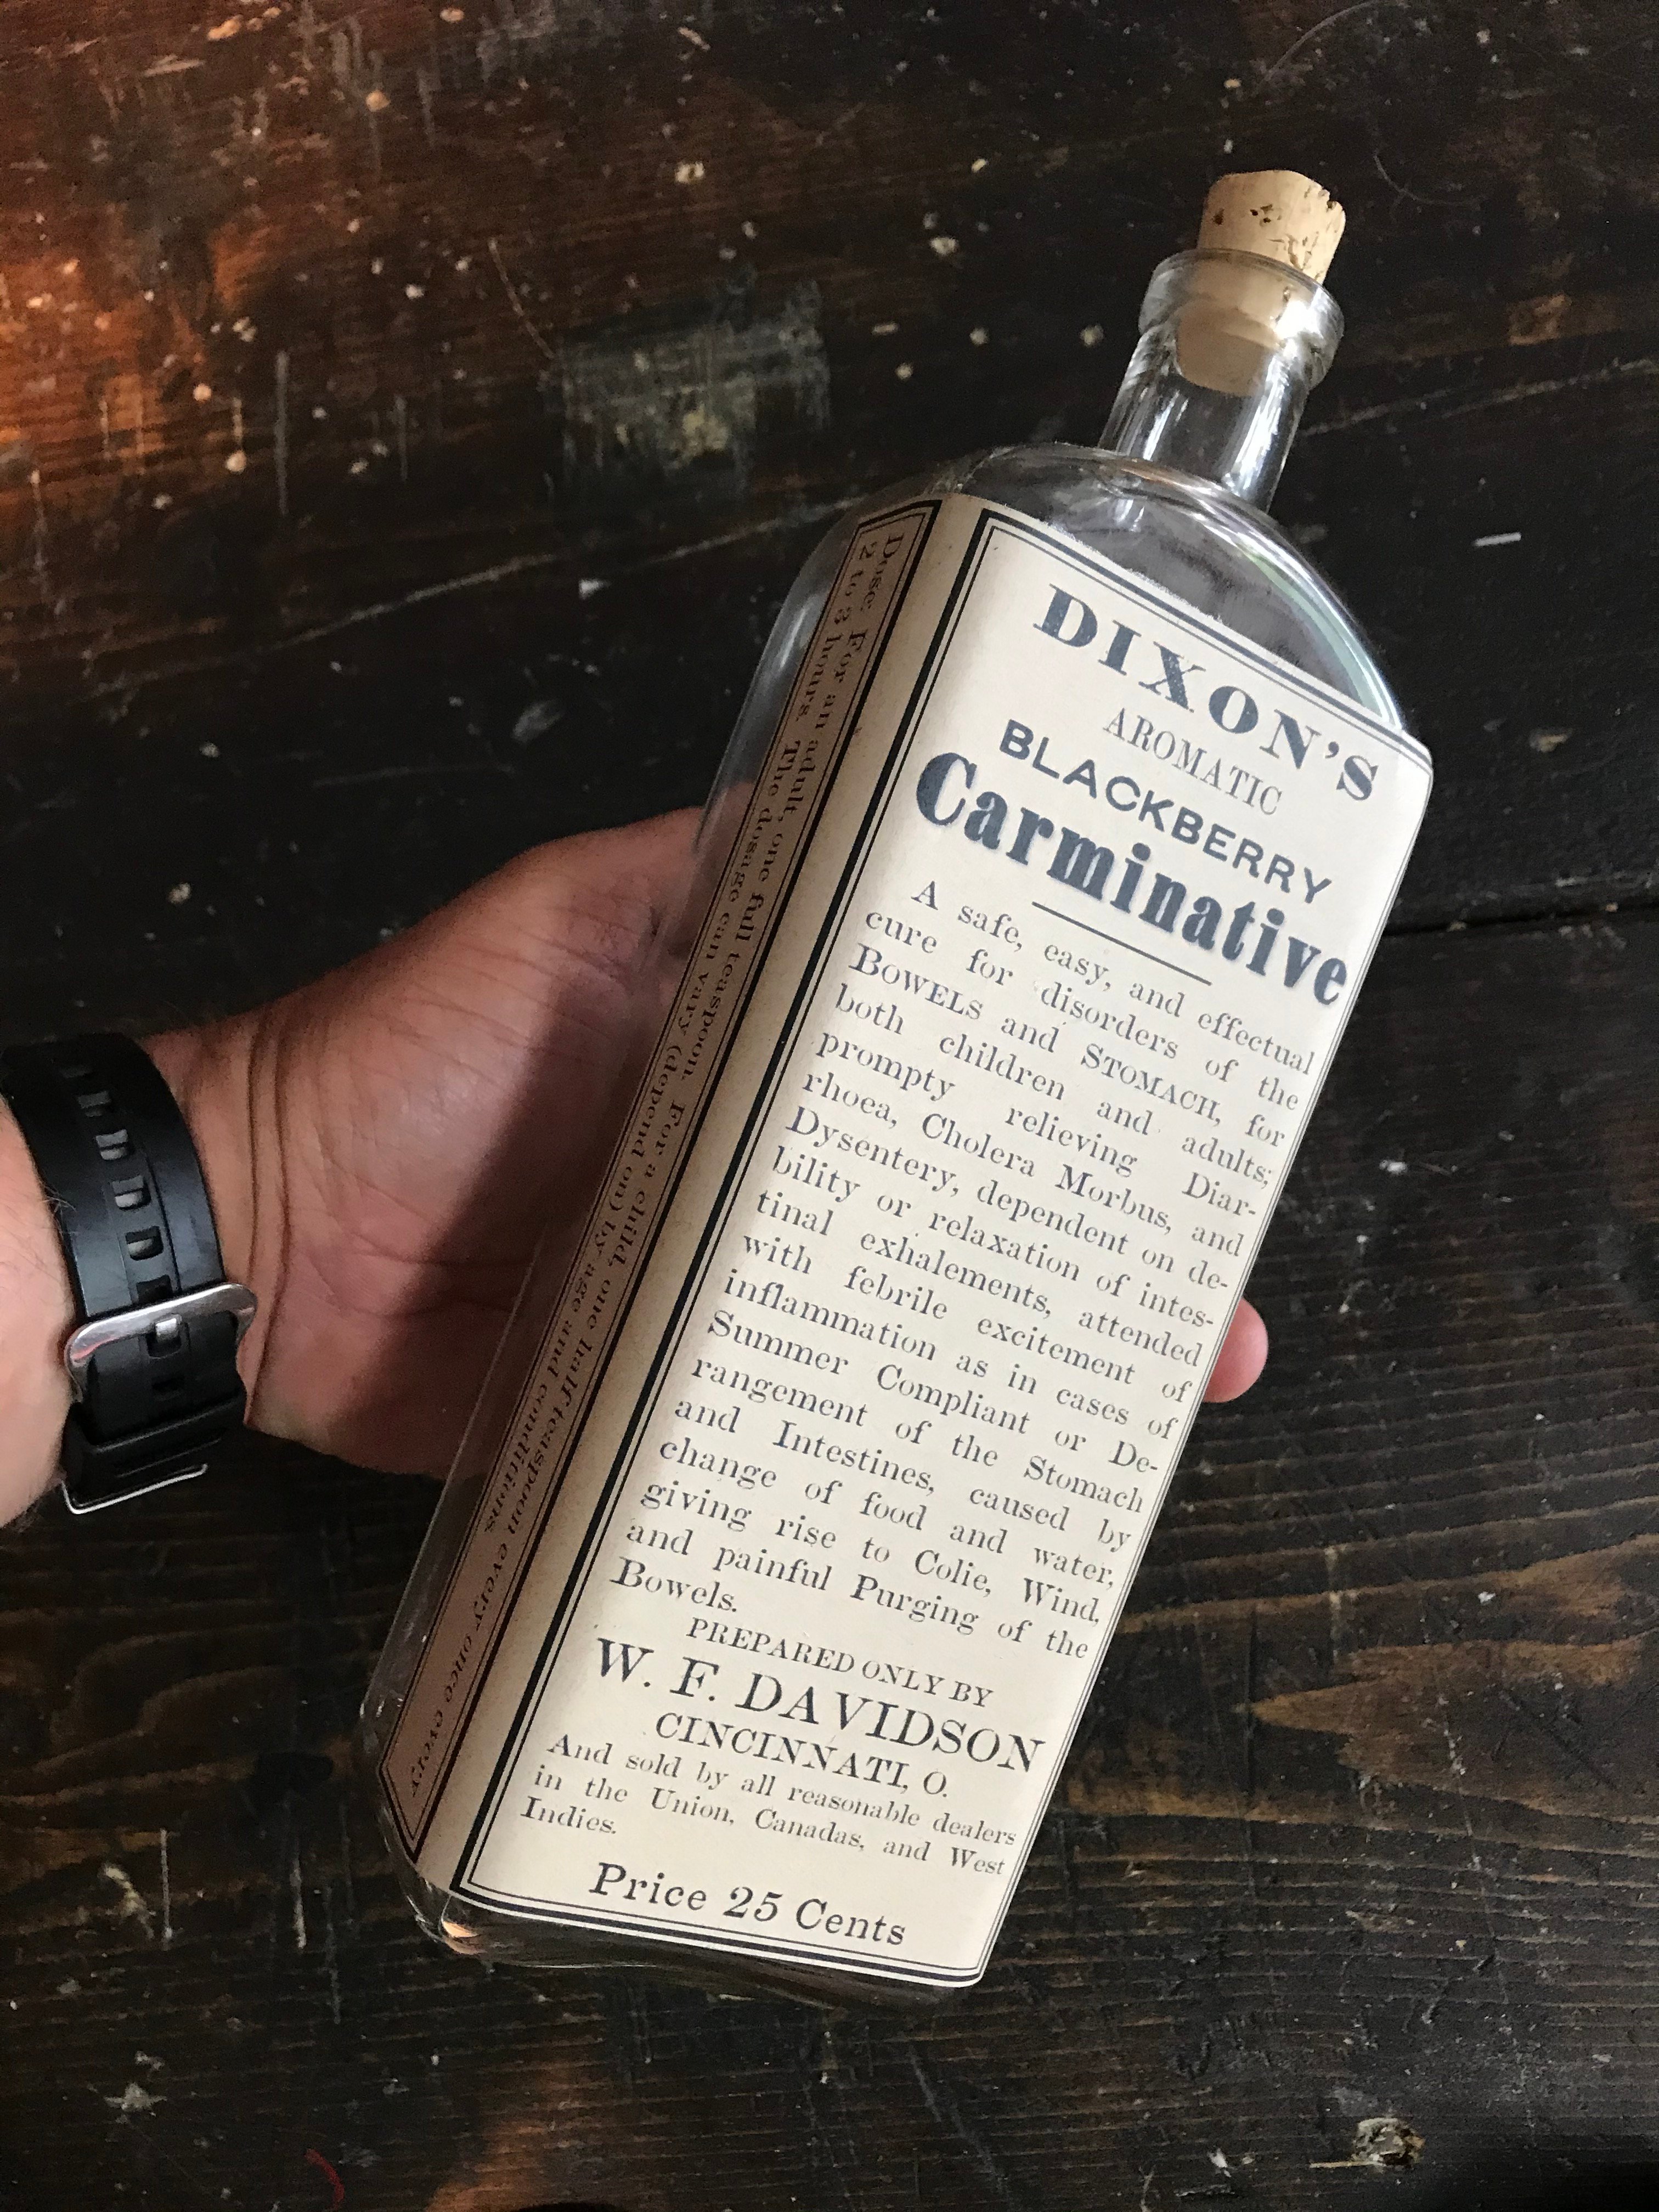 DIXON'S
AROMATIC
BLACKBERRY
Carminative
A safe, easy, and effectual
cure for disorders of the
BOWELS and STOMACH, for
both children and adults;
prompty relieving Diar-
rhoea, Cholera Morbus, and
Dysentery, dependent on de-
bility or relaxation of intes-
tinal exhalements, attended
with febrile excitement of
inflammation as in cases of
Summer Compliant or De-
rangement of the Stomach
and Intestines, caused by
change of food and water,
giving rise to Colic, Wind,
and painful Purging of the
Bowels.
PREPARED ONLY BY
W. F. DAVIDSON
CINCINNATI, O.
And sold by all reasonable dealers
in the Union, Canadas, and West
Indies.
Price 25 Cents
Dose. For an adult, one full teaspoon. For a child, one half teaspoon every once every
2 to 3 hours. The dosage can vary (depend on) by age and conditions.